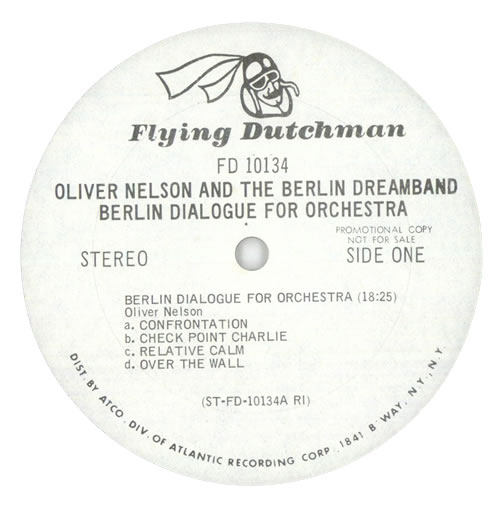 Flying Dutchman
FD 10134
OLIVER NELSON AND THE BERLIN DREAMBAND
BERLIN DIALOGUE FOR ORCHESTRA
PROMOTIONAL COPY
NOT FOR SALE
STEREO
SIDE ONE
BERLIN DIALOGUE FOR ORCHESTRA (18:25)
Oliver Nelson
a. CONFRONTATION
b. CHECK POINT CHARLIE
c. RELATIVE CALM
d. OVER THE WALL
(ST-FD-10134A RI)
DIST. BY ATCO. DIV. OF ATLANTIC RECORDING CORP. 1841 B'WAY, N.Y., N.Y.